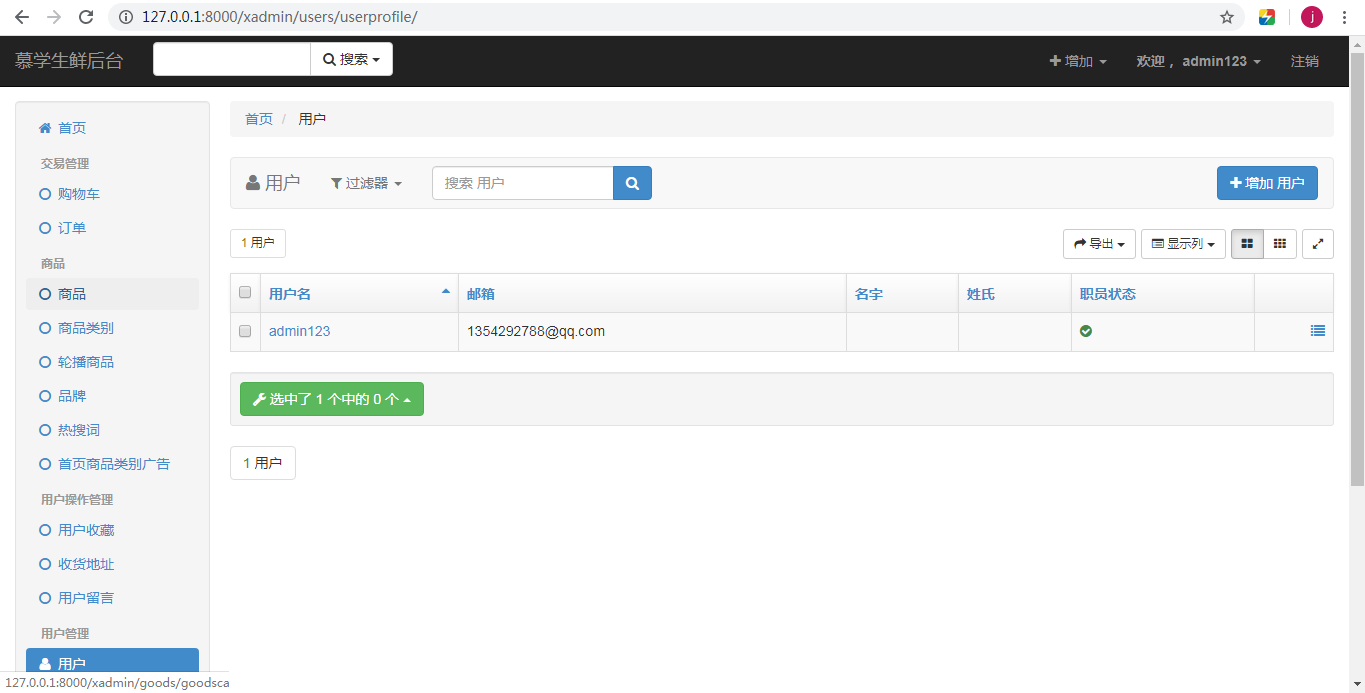 127.0.0.1:8000/xadmin/users/userprofile/
j
慕学生鲜后台 搜索 增加 欢迎， admin123 注销
首页
交易管理
购物车
订单
商品
商品
商品类别
轮播商品
品牌
热搜词
首页商品类别广告
用户操作管理
用户收藏
收货地址
用户留言
用户管理
用户
首页 / 用户
用户 过滤器 搜索 用户 增加 用户
1 用户 导出 显示列
用户名 邮箱 名字 姓氏 职员状态
admin123 1354292788@qq.com
选中了 1 个中的 0 个
1 用户
127.0.0.1:8000/xadmin/goods/goodsca